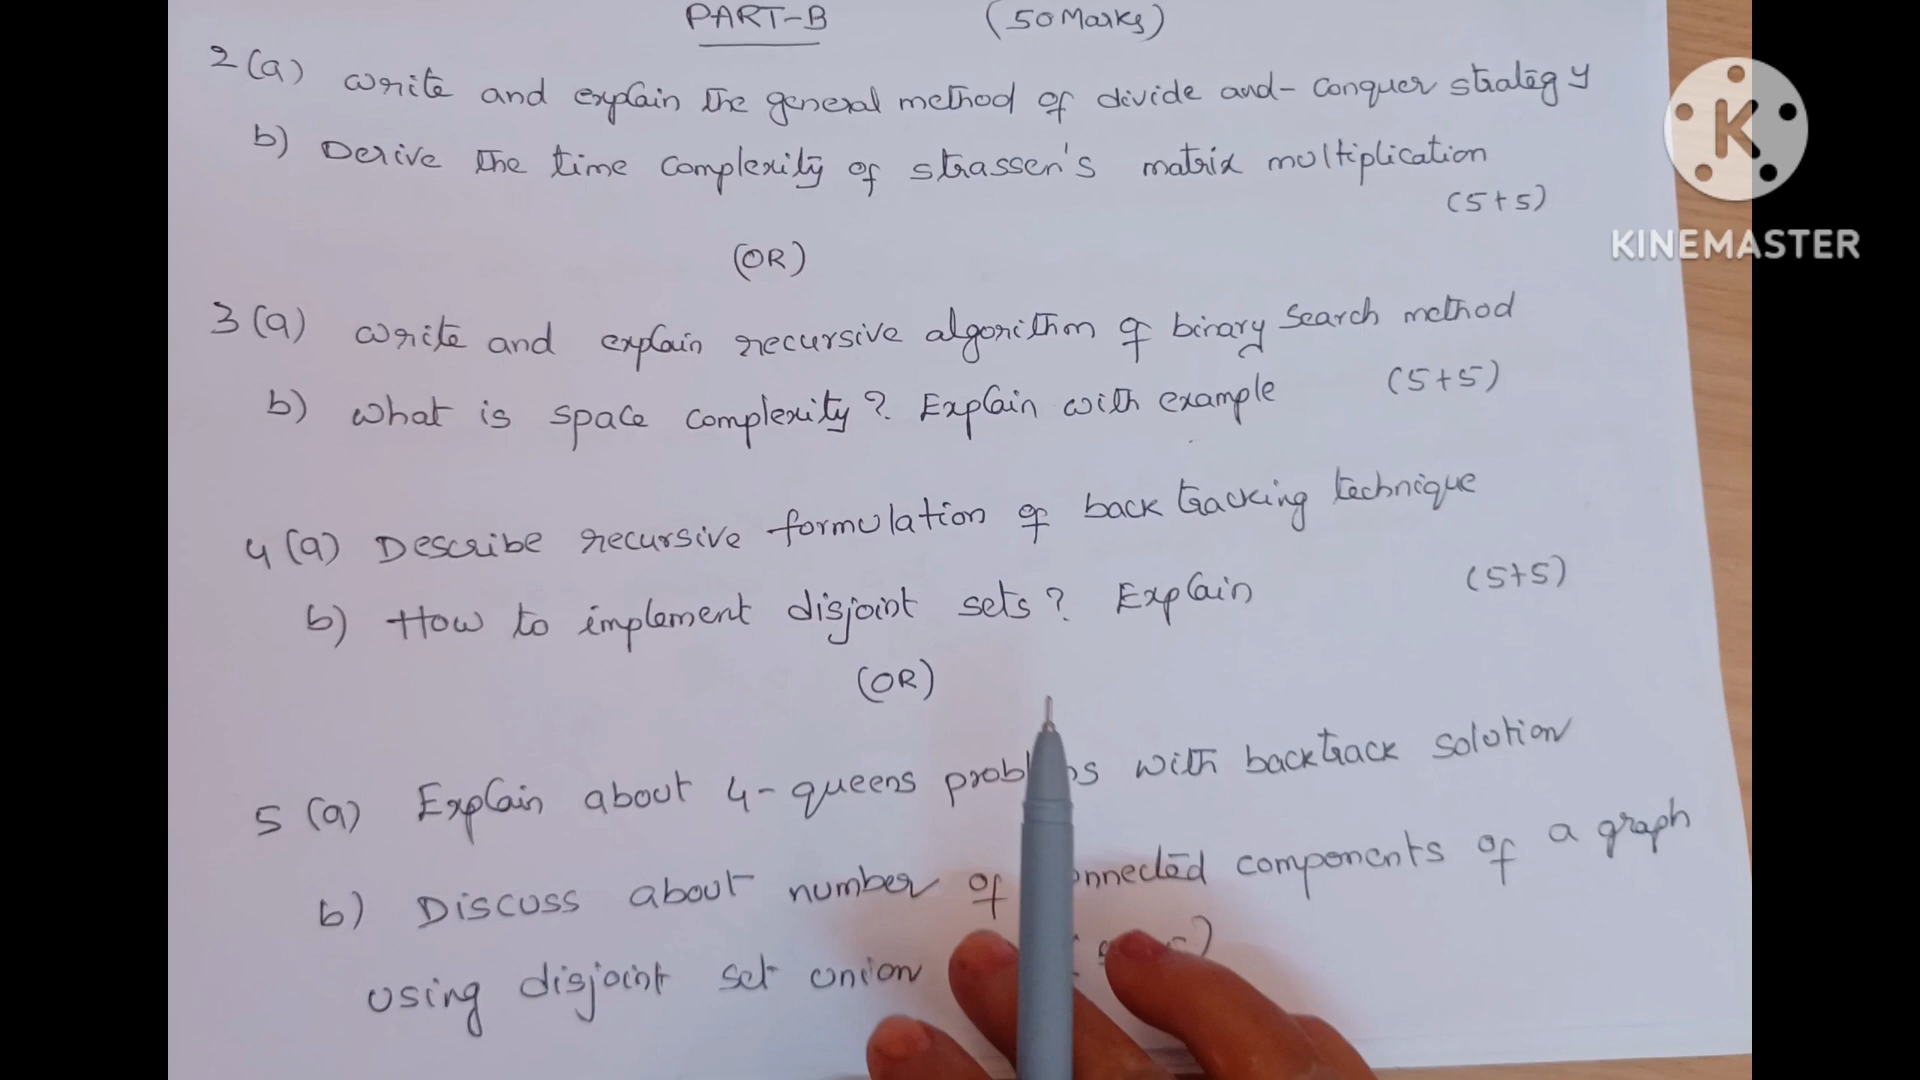 PART-B (50 Marks)
2(a) write and explain the general method of divide and- conquer strategy
b) Derive the time complexity of strassen's matrix multiplication
(5+5)
(OR)
3(a) write and explain recursive algorithm of binary search method
b) what is space complexity? Explain with example (5+5)
4(a) Describe recursive formulation of back tracking technique
b) How to implement disjoint sets? Explain (5+5)
(OR)
5(a) Explain about 4-queens with backtrack solution
b) Discuss about number of components of a graph
using disjoint set union
K
KINEMASTER